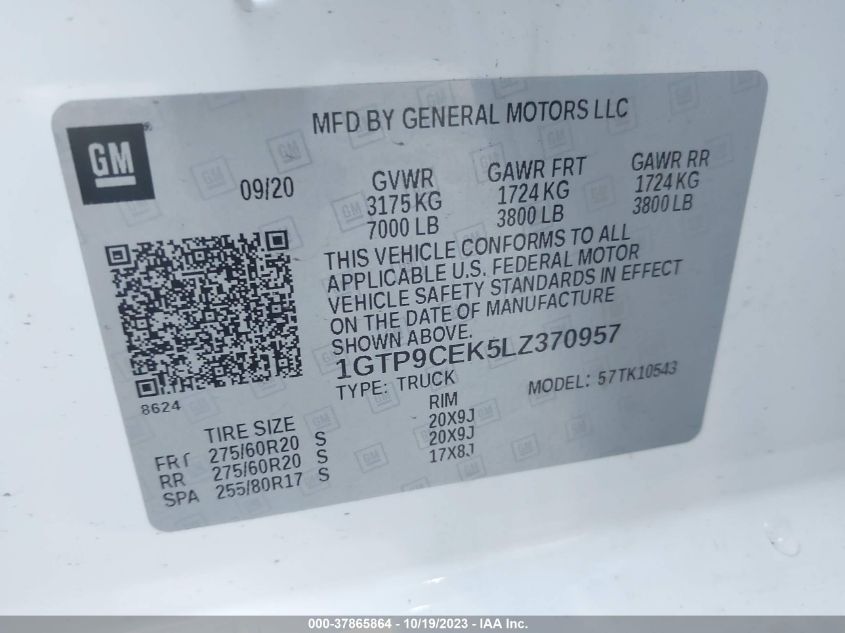 MFD BY GENERAL MOTORS LLC
GM
09/20
GVWR GAWR FRT GAWR RR
3175 KG 1724 KG 1724 KG
7000 LB 3800 LB 3800 LB
THIS VEHICLE CONFORMS TO ALL
APPLICABLE U.S. FEDERAL MOTOR
VEHICLE SAFETY STANDARDS IN EFFECT
ON THE DATE OF MANUFACTURE
SHOWN ABOVE.
1GTP9CEK5LZ370957
TYPE: TRUCK MODEL: 57TK10543
8624
TIRE SIZE RIM
FRT 275/60R20 S 20X9J
RR 275/60R20 S 20X9J
SPA 255/80R17 S 17X8J
000-37865864 - 10/19/2023 - IAA Inc.